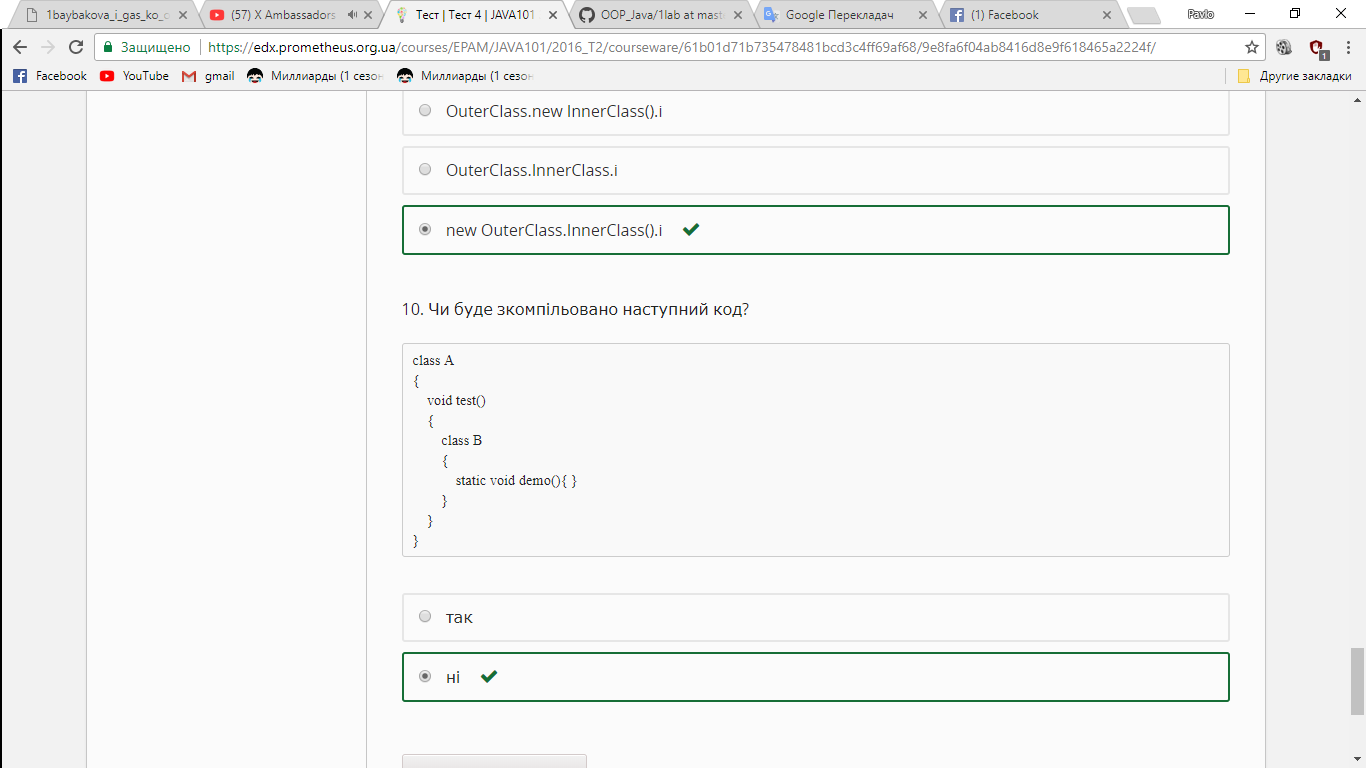 1baybakova_i_gas_ko_o
(57) X Ambassadors
Тест | Тест 4 | JAVA101
OOP_Java/1lab at mast
Google Перекладач
(1) Facebook
Pavlo
Защищено
https://edx.prometheus.org.ua/courses/EPAM/JAVA101/2016_T2/courseware/61b01d71b735478481bcd3c4ff69af68/9e8fa6f04ab8416d8e9f618465a2224f/
1
Facebook
YouTube
gmail
Миллиарды (1 сезон
Миллиарды (1 сезон
Другие закладки
OuterClass.new InnerClass().i
OuterClass.InnerClass.i
new OuterClass.InnerClass().i
10. Чи буде зкомпільовано наступний код?
class A
{
void test()
{
class B
{
static void demo(){ }
}
}
}
так
ні